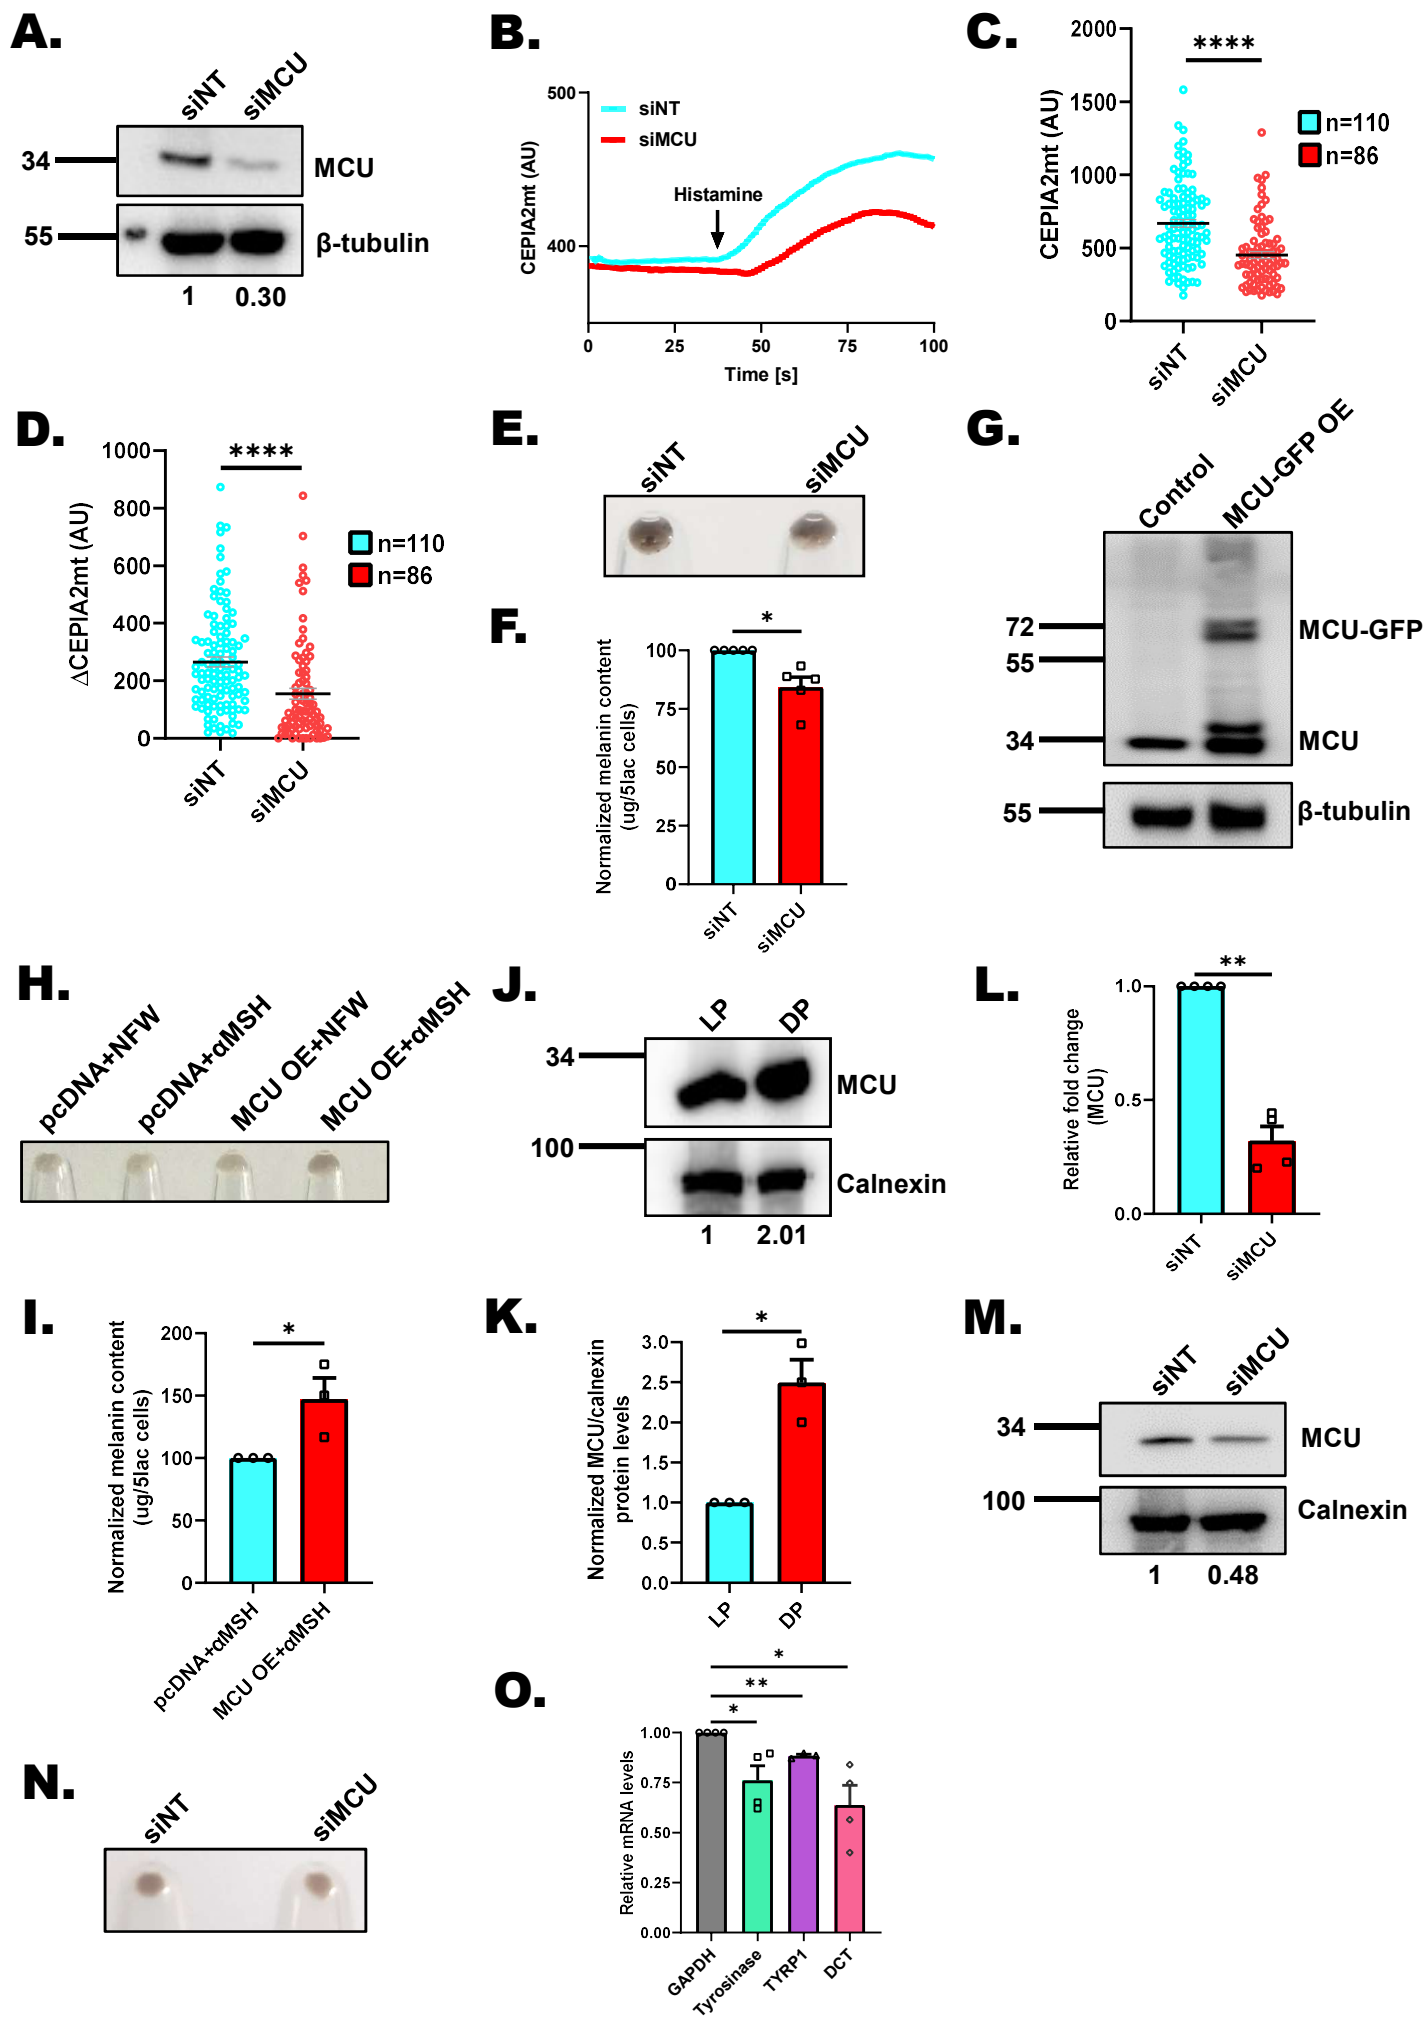 A.
siNT
siMCU
34
MCU
55
β-tubulin
1
0.30
B.
500
siNT
siMCU
Histamine
400
CEPIA2mt (AU)
0
25
50
75
100
Time [s]
C.
2000
1500
1000
500
0
CEPIA2mt (AU)
****
n=110
n=86
siNT
siMCU
D.
1000
800
600
400
200
0
ΔCEPIA2mt (AU)
****
n=110
n=86
siNT
siMCU
E.
siNT
siMCU
F.
*
100
75
50
25
0
Normalized melanin content
(ug/5lac cells)
siNT
siMCU
G.
Control
MCU-GFP OE
72
MCU-GFP
55
34
MCU
55
β-tubulin
H.
pcDNA+NFW
pcDNA+αMSH
MCU OE+NFW
MCU OE+αMSH
J.
LP
DP
34
MCU
100
Calnexin
1
2.01
L.
**
1.0
0.5
0.0
Relative fold change
(MCU)
siNT
siMCU
I.
200
150
100
50
0
*
Normalized melanin content
(ug/5lac cells)
pcDNA+αMSH
MCU OE+αMSH
K.
*
3.0
2.5
2.0
1.5
1.0
0.5
0.0
Normalized MCU/calnexin
protein levels
LP
DP
M.
siNT
siMCU
34
MCU
100
Calnexin
1
0.48
N.
siNT
siMCU
O.
*
**
*
1.00
0.75
0.50
0.25
0.00
Relative mRNA levels
GAPDH
Tyrosinase
TYRP1
DCT